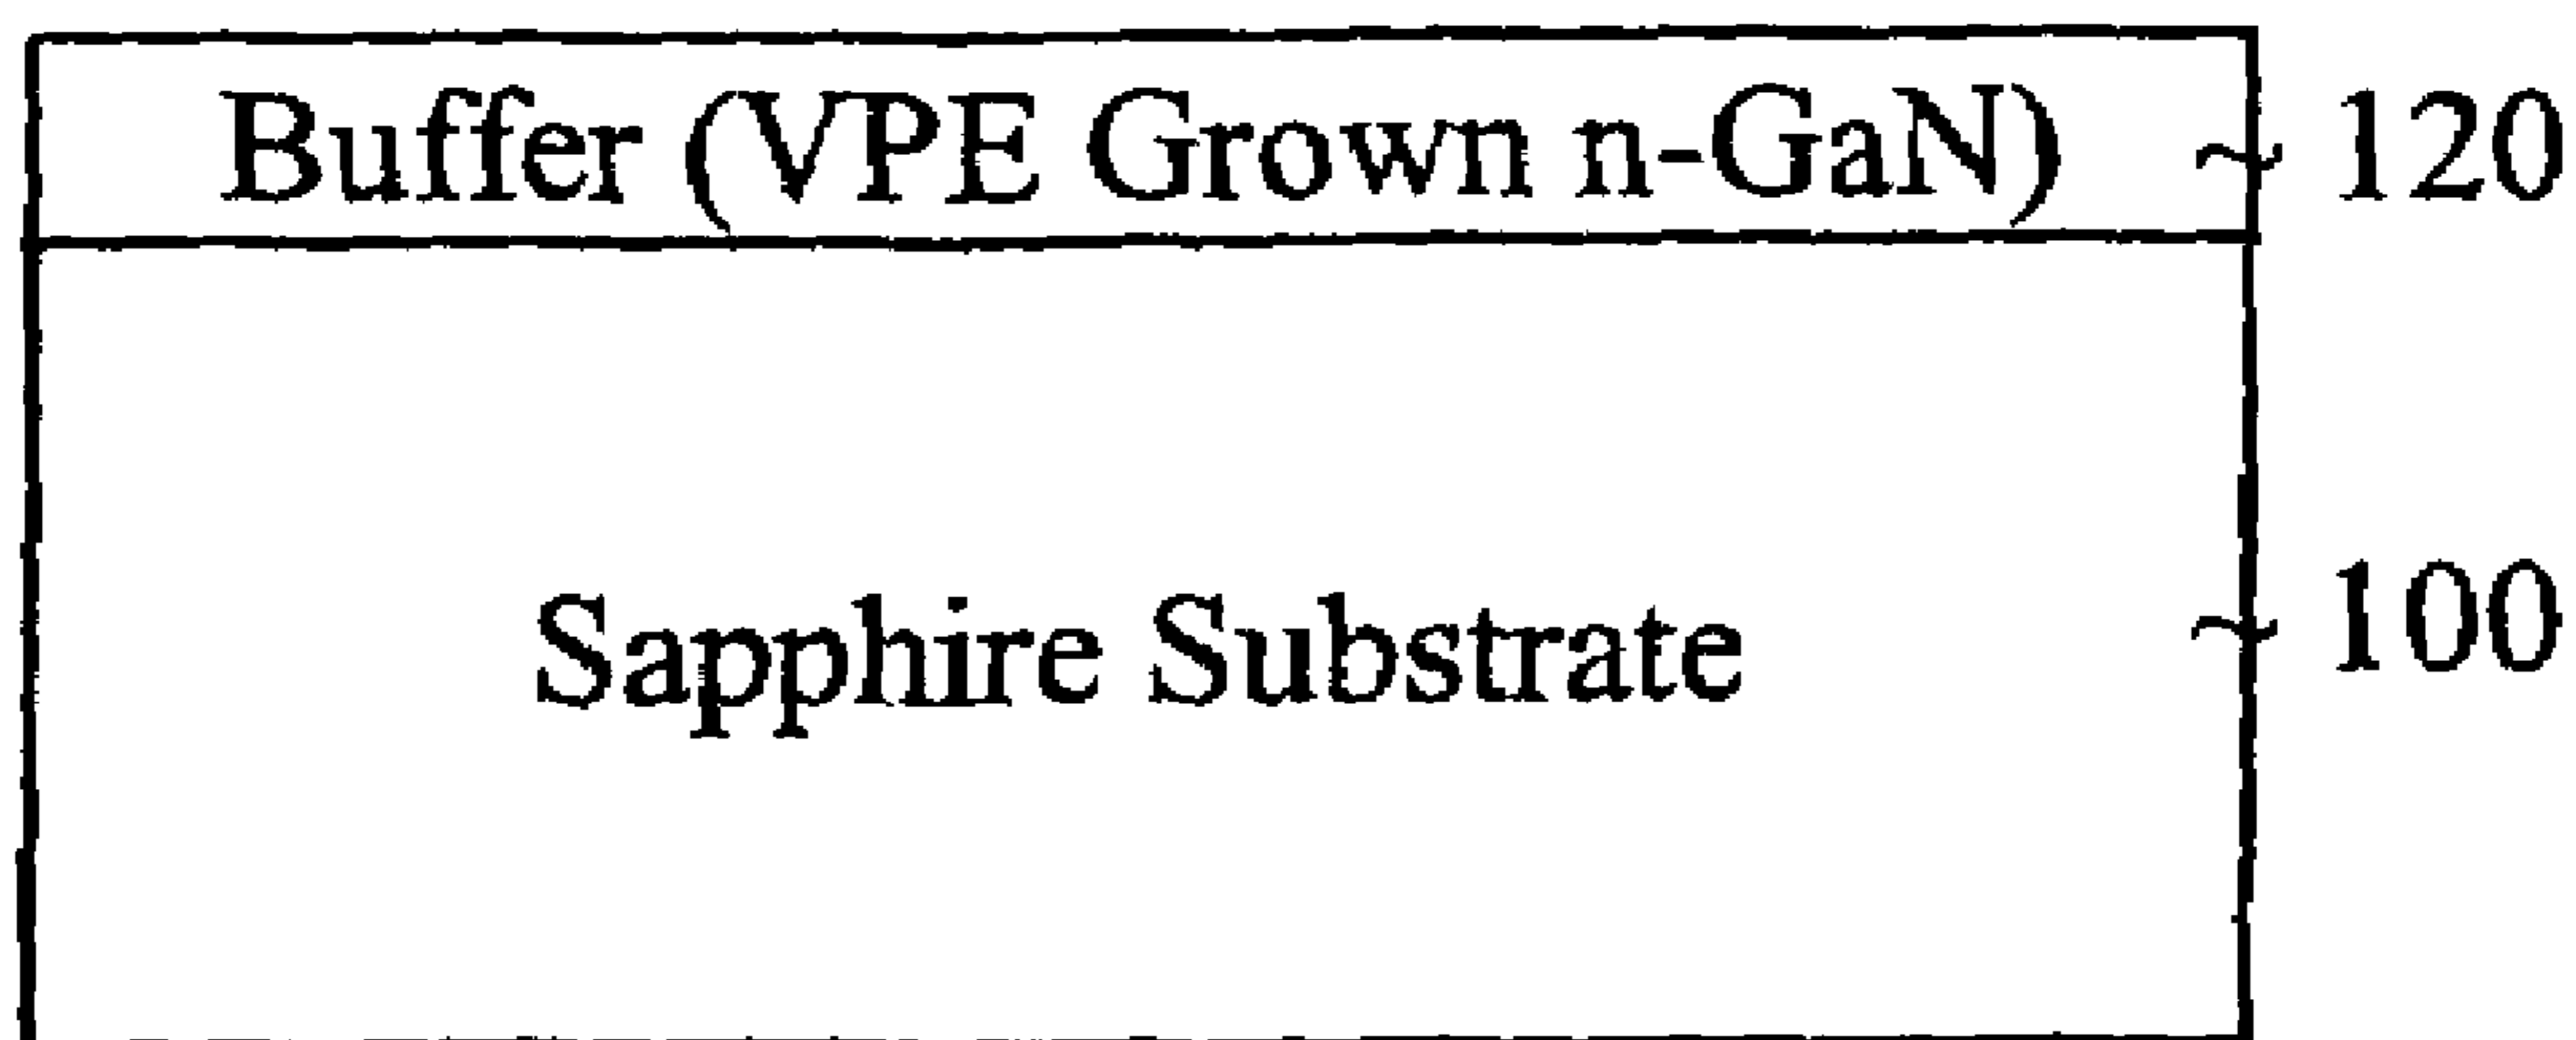 Buffer (VPE Grown n-GaN) ~ 120
Sapphire Substrate ~ 100